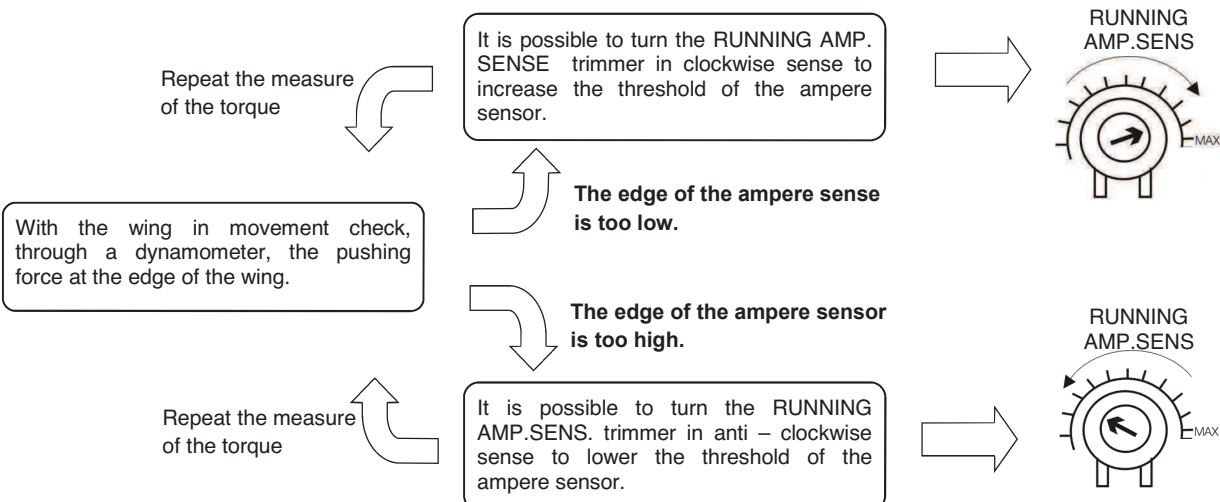 Repeat the measure
of the torque
It is possible to turn the RUNNING AMP.
SENSE trimmer in clockwise sense to
increase the threshold of the ampere
sensor.
RUNNING
AMP.SENS
MAX
The edge of the ampere sense
is too low.
With the wing in movement check,
through a dynamometer, the pushing
force at the edge of the wing.
The edge of the ampere sensor
is too high.
Repeat the measure
of the torque
It is possible to turn the RUNNING
AMP.SENS. trimmer in anti – clockwise
sense to lower the threshold of the
ampere sensor.
RUNNING
AMP.SENS
MAX